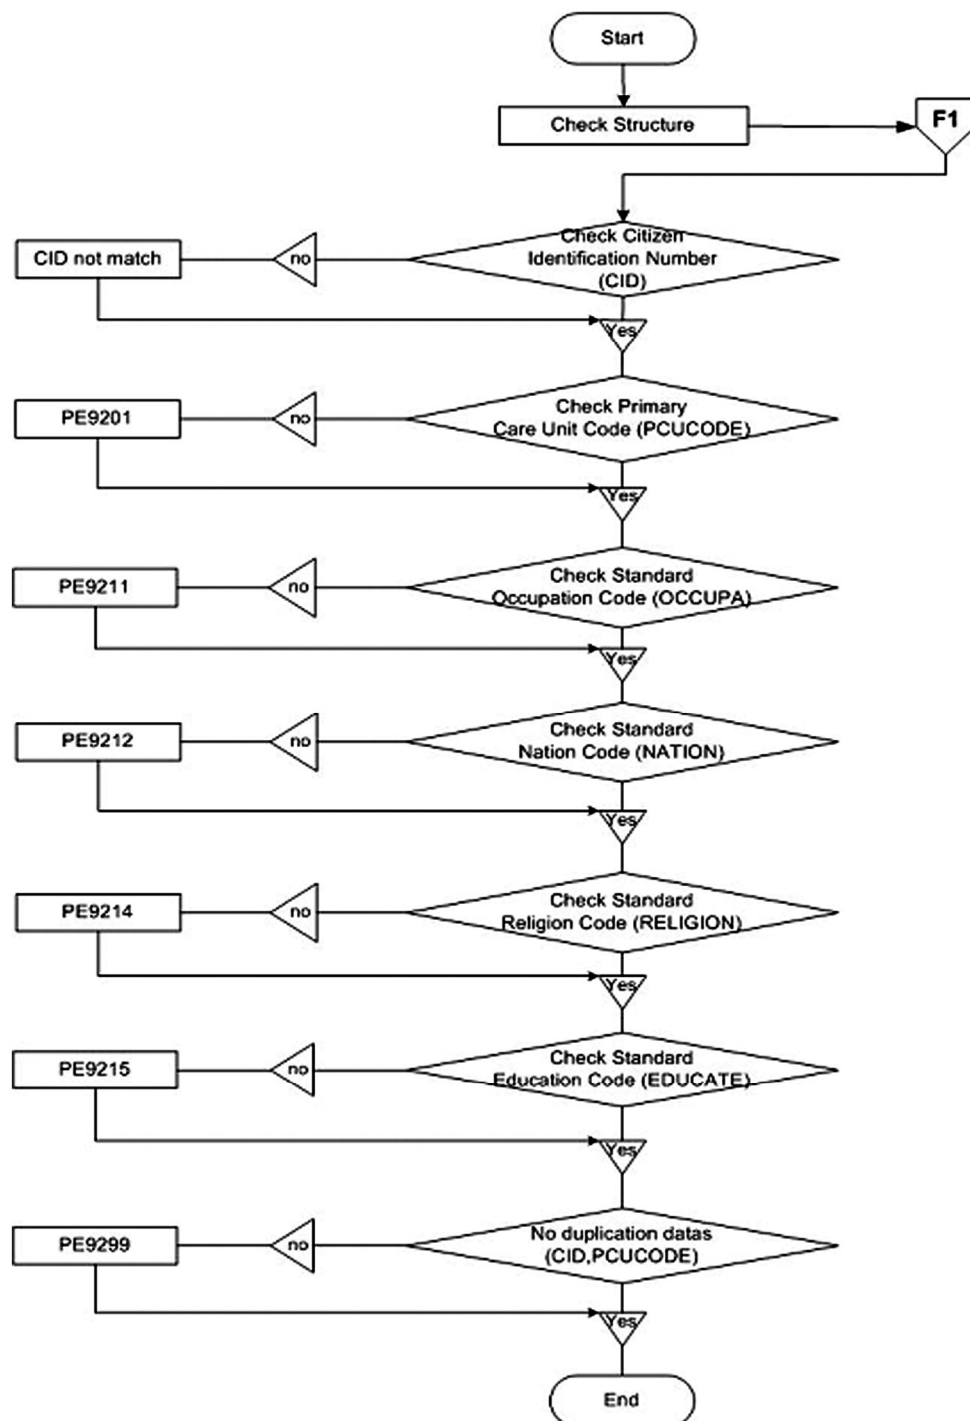 Start
Check Structure
F1
Check Citizen
Identification Number
(CID)
no
CID not match
Yes
Check Primary
Care Unit Code (PCUCODE)
no
PE9201
Yes
Check Standard
Occupation Code (OCCUPA)
no
PE9211
Yes
Check Standard
Nation Code (NATION)
no
PE9212
Yes
Check Standard
Religion Code (RELIGION)
no
PE9214
Yes
Check Standard
Education Code (EDUCATE)
no
PE9215
Yes
No duplication datas
(CID,PCUCODE)
no
PE9299
Yes
End